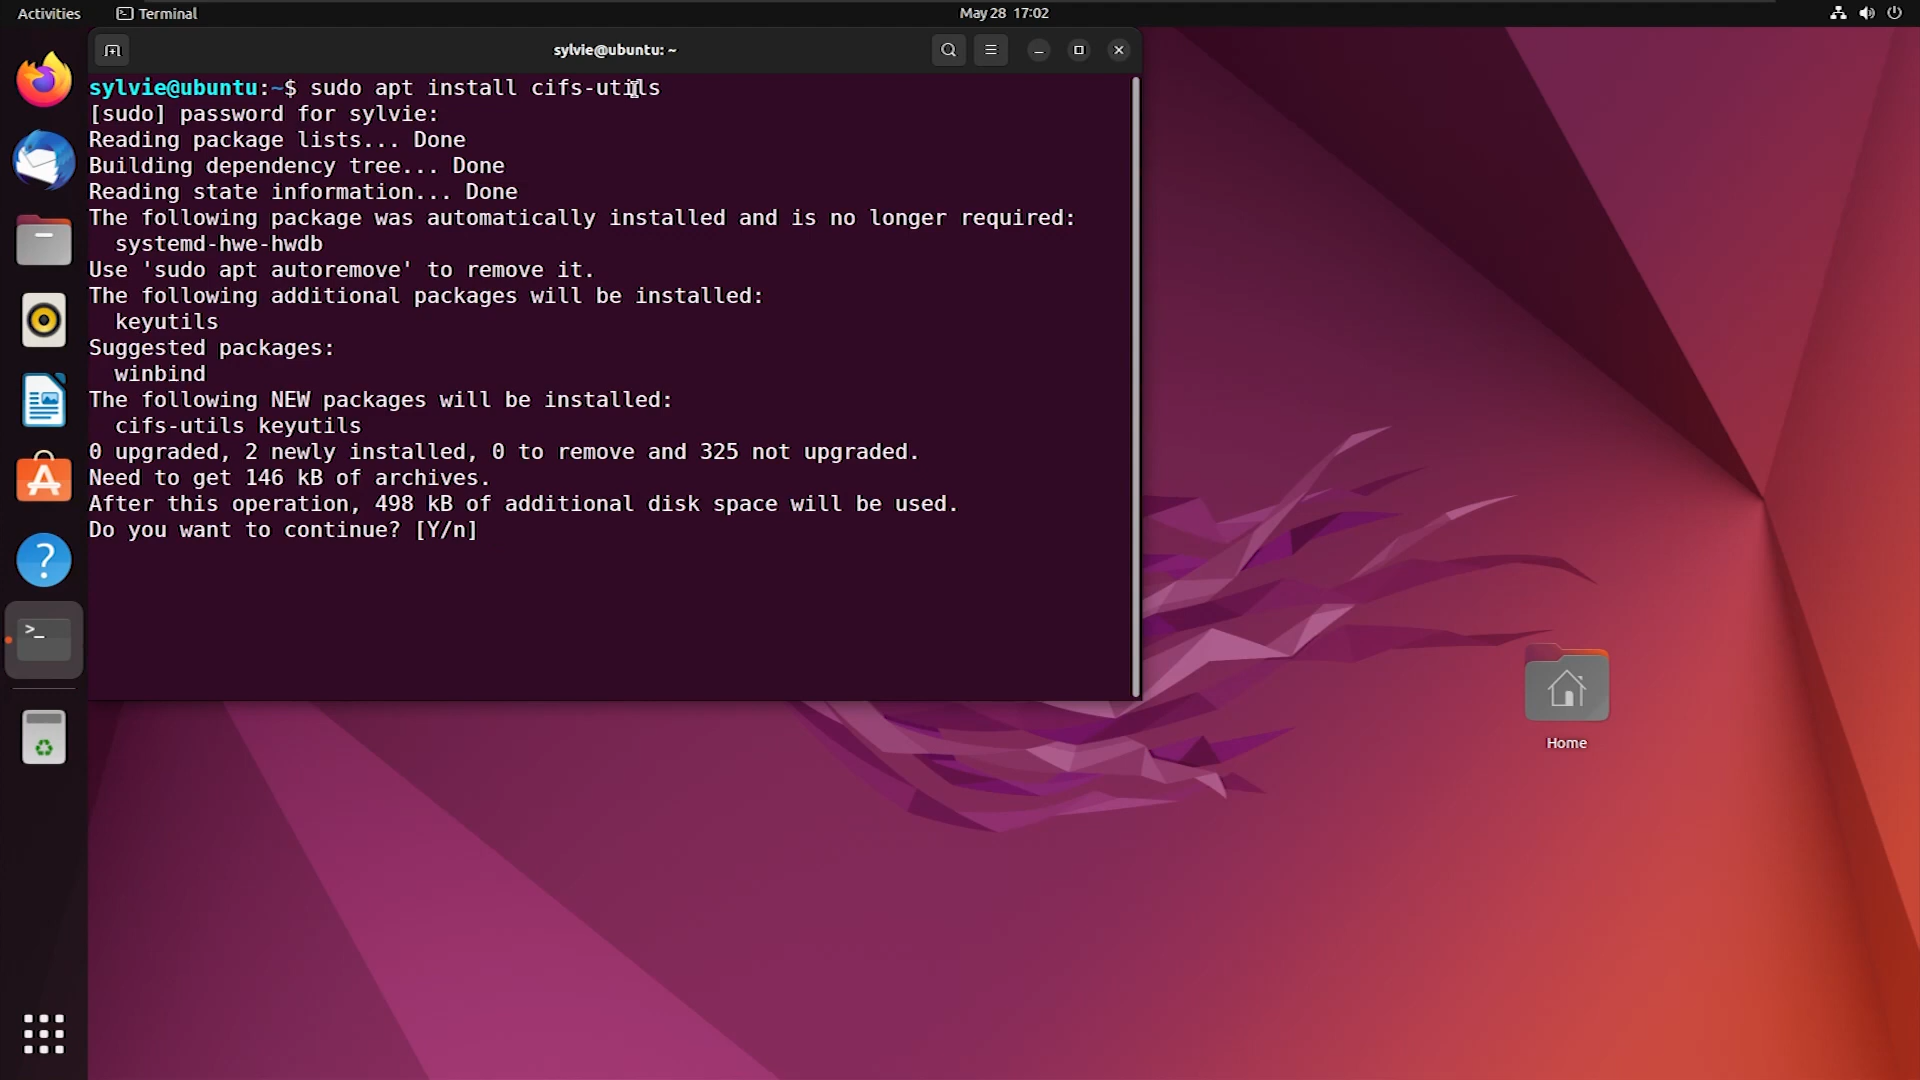 Activities
Terminal
May 28 17:02
sylvie@ubuntu: ~
sylvie@ubuntu:~$ sudo apt install cifs-utils
[sudo] password for sylvie:
Reading package lists... Done
Building dependency tree... Done
Reading state information... Done
The following package was automatically installed and is no longer required:
systemd-hwe-hwdb
Use 'sudo apt autoremove' to remove it.
The following additional packages will be installed:
keyutils
Suggested packages:
winbind
The following NEW packages will be installed:
cifs-utils keyutils
0 upgraded, 2 newly installed, 0 to remove and 325 not upgraded.
Need to get 146 kB of archives.
After this operation, 498 kB of additional disk space will be used.
Do you want to continue? [Y/n]
Home